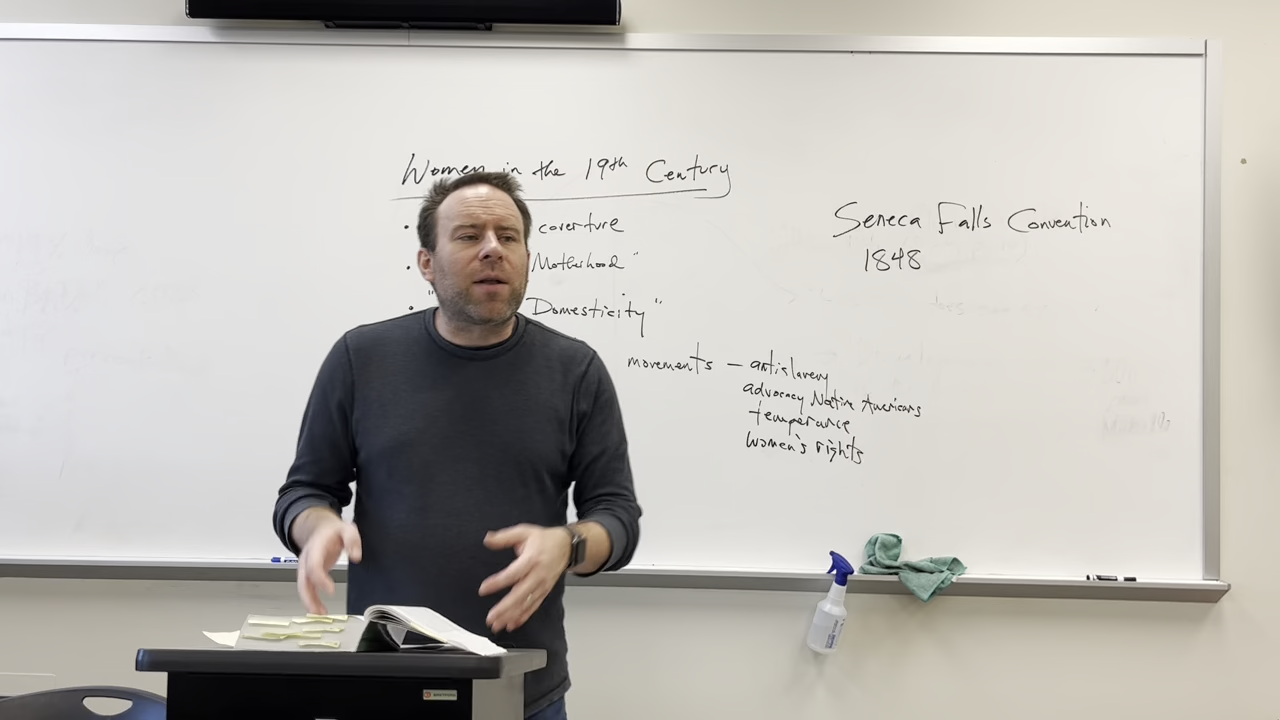 Women in the 19th Century
• coverture
• Motherhood"
• " Domesticity"
movements — antislavery
advocacy Native Americans
temperance
women's rights
Seneca Falls Convention
1848